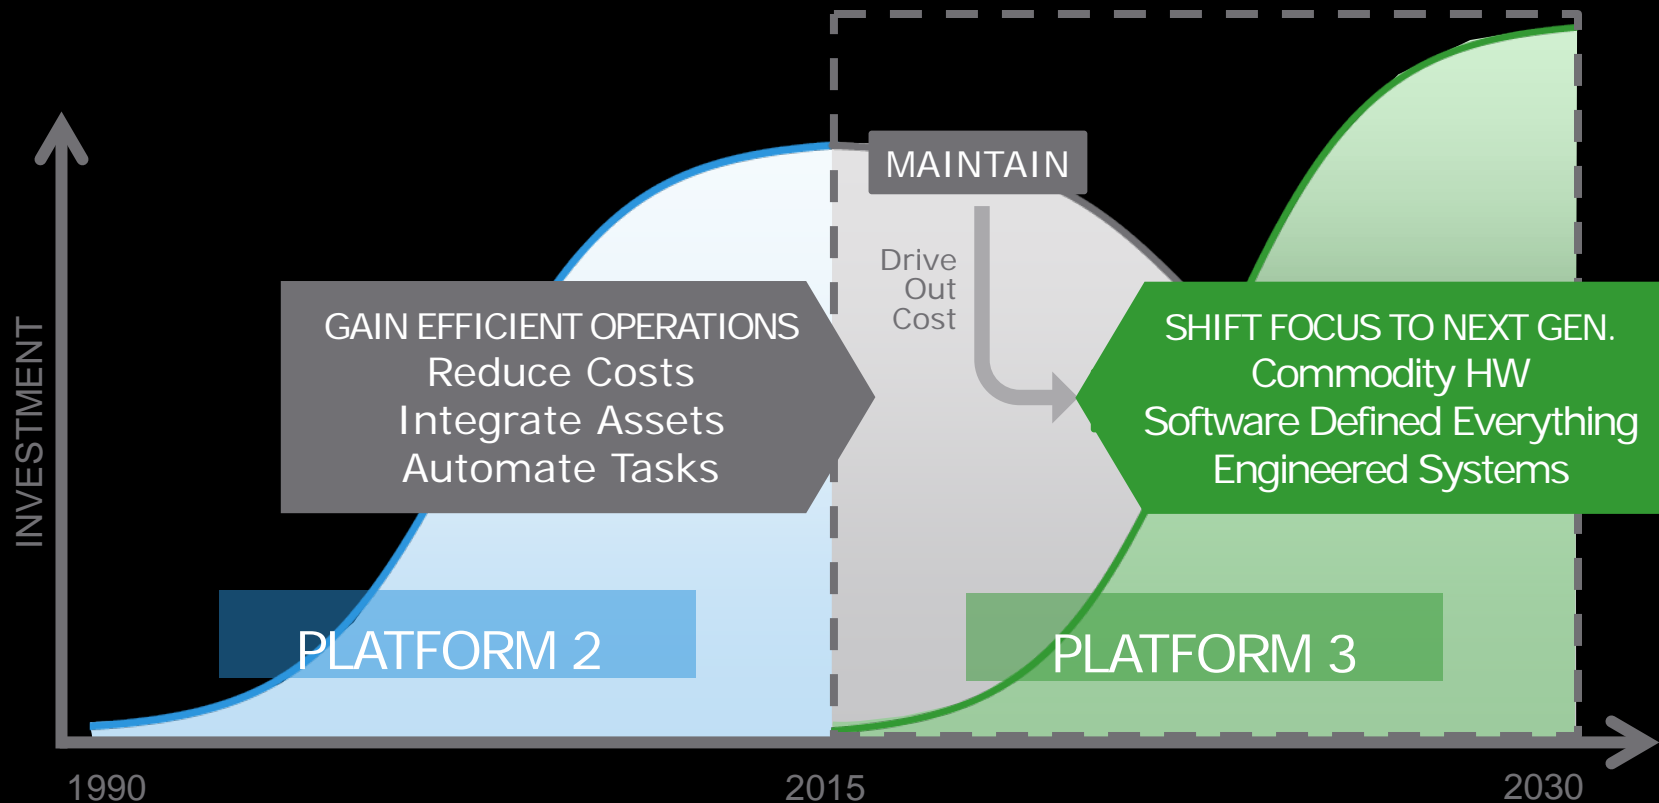 MAINTAIN
Drive
Out
Cost
GAIN EFFICIENT OPERATIONS
Reduce Costs
Integrate Assets
Automate Tasks
SHIFT FOCUS TO NEXT GEN.
Commodity HW
Software Defined Everything
Engineered Systems
INVESTMENT
PLATFORM 2
PLATFORM 3
1990
2015
2030